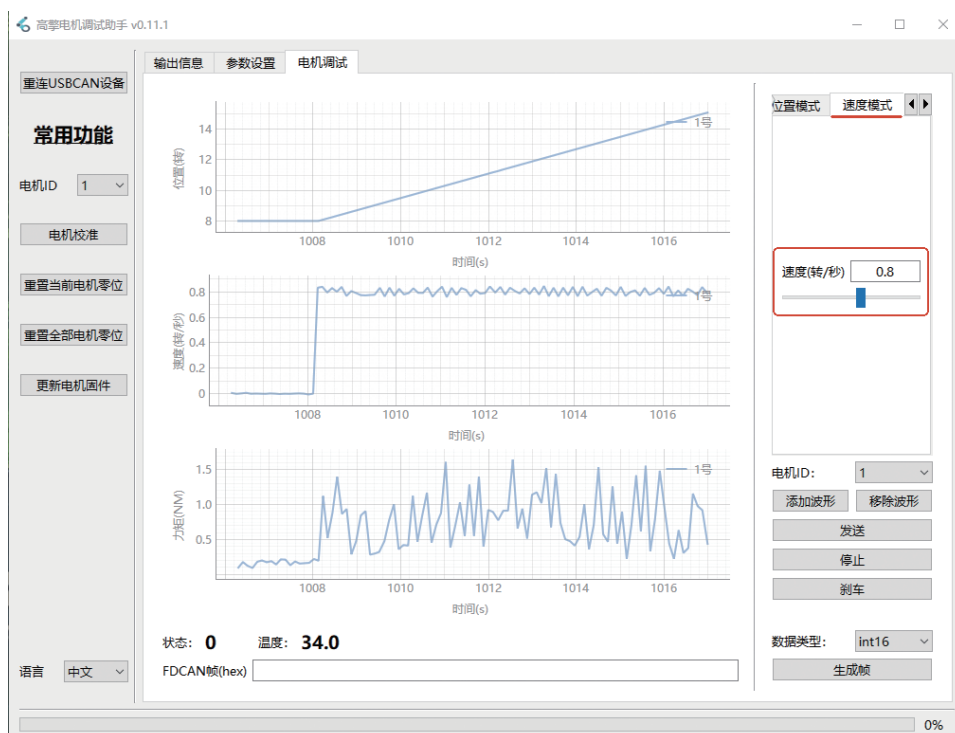 高擎电机调试助手 v0.11.1
重连USBCAN设备
常用功能
电机ID 1
电机校准
重置当前电机零位
重置全部电机零位
更新电机固件
语言 中文
输出信息 参数设置 电机调试
1号
位置(转)
14
12
10
8
1008 1010 1012 1014 1016
时间(s)
1号
速度(转/秒)
0.8
0.6
0.4
0.2
0
1008 1010 1012 1014 1016
时间(s)
1号
力矩(NM)
1.5
1.0
0.5
1008 1010 1012 1014 1016
时间(s)
状态: 0 温度: 34.0
FDCAN帧(hex)
位置模式 速度模式
速度(转/秒) 0.8
电机ID: 1
添加波形 移除波形
发送
停止
刹车
数据类型: int16
生成帧
0%